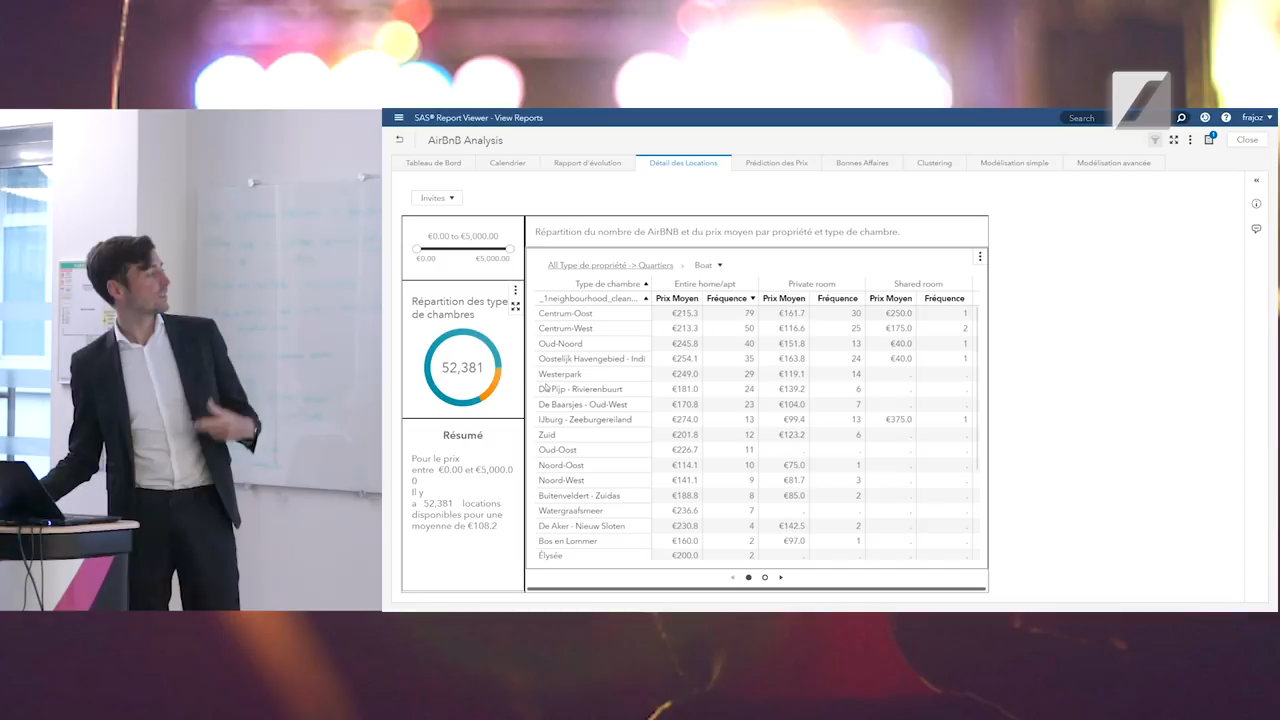 SAS® Report Viewer - View Reports
Search
frajoz
AirBnB Analysis
Close
Tableau de Bord
Calendrier
Rapport d'évolution
Détail des Locations
Prédiction des Prix
Bonnes Affaires
Clustering
Modélisation simple
Modélisation avancée
Invites
€0.00 to €5,000.00
€0.00 €5,000.00
Répartition des type
de chambres
52,381
Résumé
Pour le prix
entre €0.00 et €5,000.0
0
Il y
a 52,381 locations
disponibles pour une
moyenne de €108.2
Répartition du nombre de AirBNB et du prix moyen par propriété et type de chambre.
All Type de propriété -> Quartiers › Boat
Type de chambre Entire home/apt Private room Shared room
_1neighbourhood_clean... Prix Moyen Fréquence Prix Moyen Fréquence Prix Moyen Fréquence
Centrum-Oost €215.3 79 €161.7 30 €250.0 1
Centrum-West €213.3 50 €116.6 25 €175.0 2
Oud-Noord €245.8 40 €151.8 13 €40.0 1
Oostelijk Havengebied - Indi €254.1 35 €163.8 24 €40.0 1
Westerpark €249.0 29 €119.1 14 . .
De Pijp - Rivierenbuurt €181.0 24 €139.2 6 . .
De Baarsjes - Oud-West €170.8 23 €104.0 7 . .
IJburg - Zeeburgereiland €274.0 13 €99.4 13 €375.0 1
Zuid €201.8 12 €123.2 6 . .
Oud-Oost €226.7 11 . . . .
Noord-Oost €114.1 10 €75.0 1 . .
Noord-West €141.1 9 €81.7 3 . .
Buitenveldert - Zuidas €188.8 8 €85.0 2 . .
Watergraafsmeer €236.6 7 . . . .
De Aker - Nieuw Sloten €230.8 4 €142.5 2 . .
Bos en Lommer €160.0 2 €97.0 1 . .
Élysée €200.0 2 . . . .